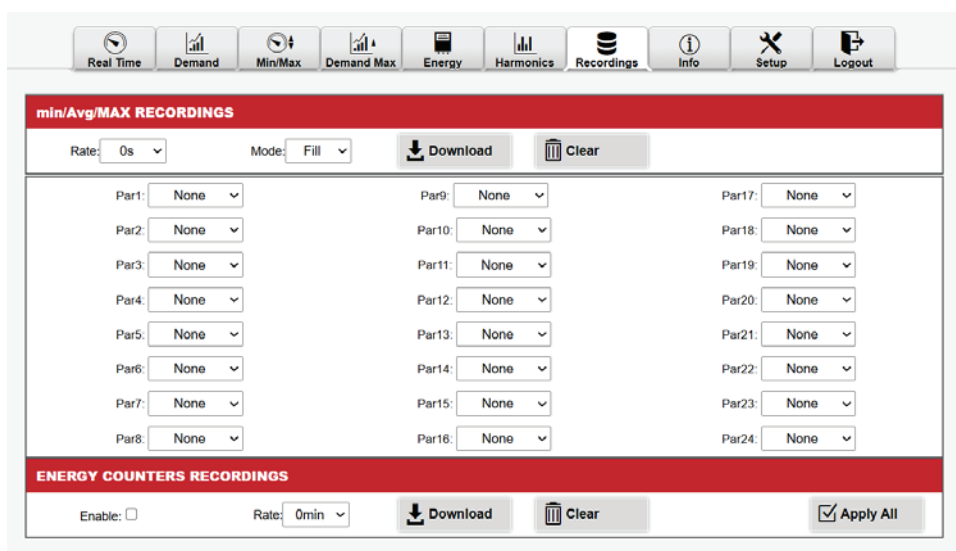 Real Time Demand Min/Max Demand Max Energy Harmonics Recordings Info Setup Logout
min/Avg/MAX RECORDINGS
Rate: 0s Mode: Fill Download Clear
Par1: None Par9: None Par17: None
Par2: None Par10: None Par18: None
Par3: None Par11: None Par19: None
Par4: None Par12: None Par20: None
Par5: None Par13: None Par21: None
Par6: None Par14: None Par22: None
Par7: None Par15: None Par23: None
Par8: None Par16: None Par24: None
ENERGY COUNTERS RECORDINGS
Enable: Rate: 0min Download Clear Apply All